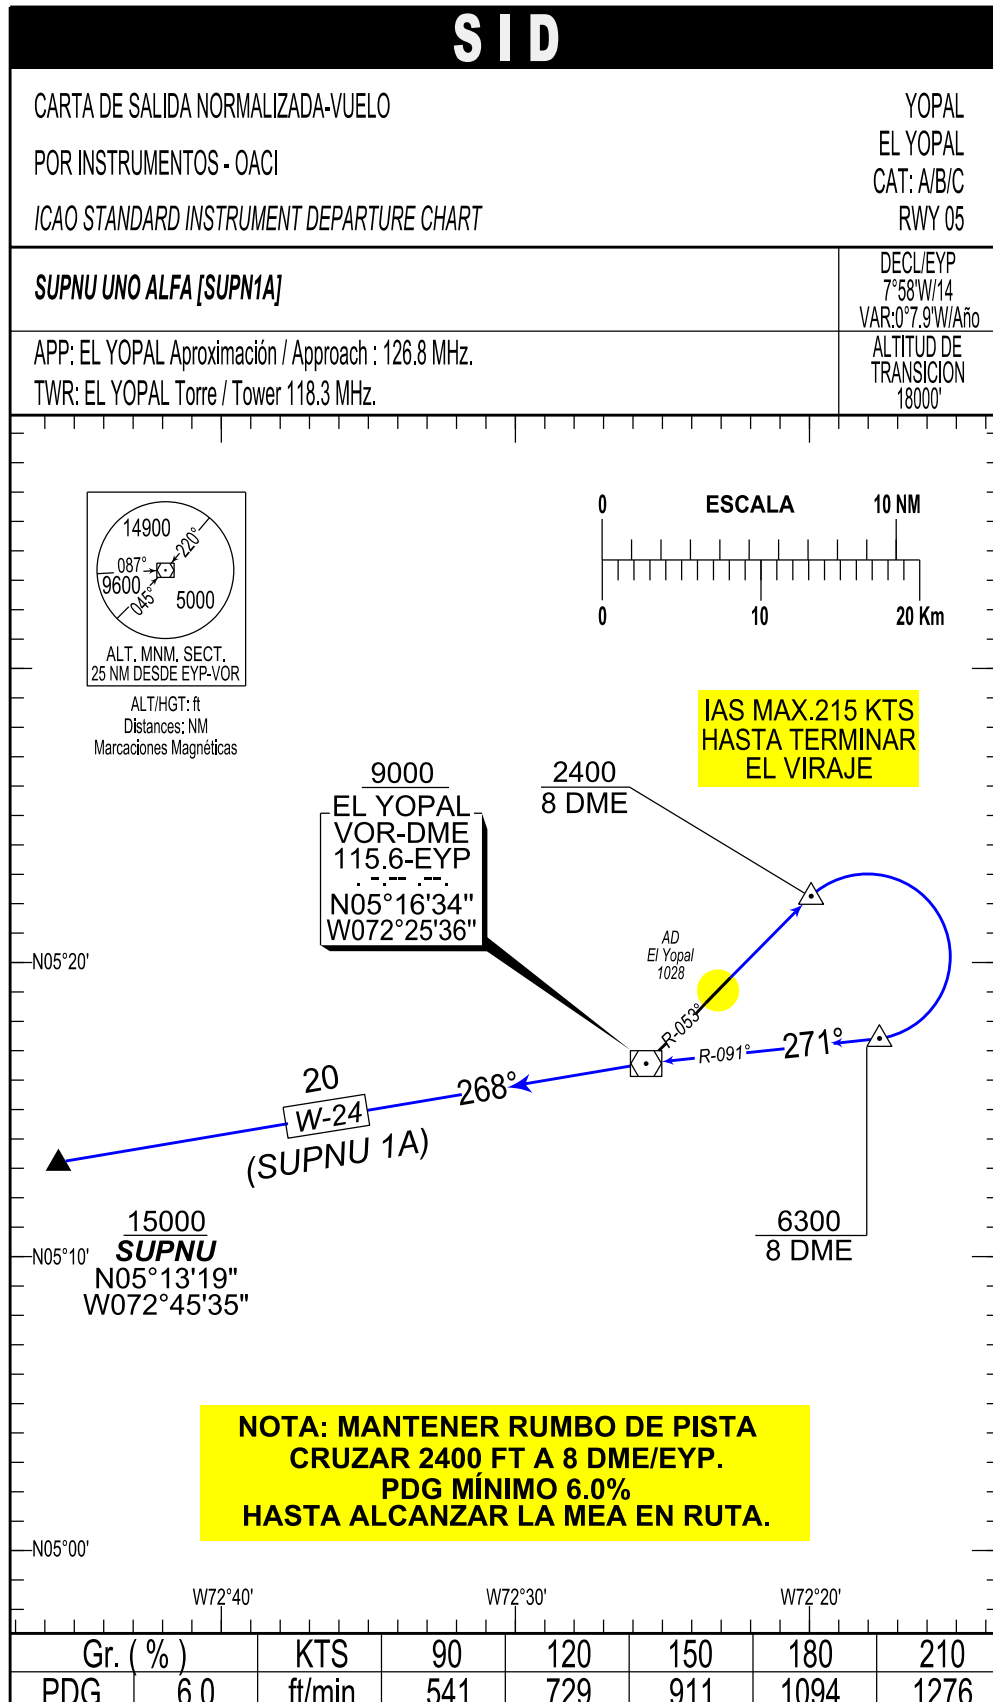 SID
CARTA DE SALIDA NORMALIZADA-VUELO
POR INSTRUMENTOS - OACI
ICAO STANDARD INSTRUMENT DEPARTURE CHART
YOPAL
EL YOPAL
CAT: A/B/C
RWY 05
SUPNU UNO ALFA [SUPN1A]
DECL/EYP
7°58'W/14
VAR:0°7.9'W/Año
APP: EL YOPAL Aproximación / Approach : 126.8 MHz.
TWR: EL YOPAL Torre / Tower 118.3 MHz.
ALTITUD DE
TRANSICION
18000'
14900
220°
087°
9600
045°
5000
ALT. MNM. SECT.
25 NM DESDE EYP-VOR
ALT/HGT: ft
Distances: NM
Marcaciones Magnéticas
0 ESCALA 10 NM
0 10 20 Km
IAS MAX.215 KTS
HASTA TERMINAR
EL VIRAJE
9000
EL YOPAL
VOR-DME
115.6-EYP
. -.-- .--.
N05°16'34"
W072°25'36"
2400
8 DME
AD
El Yopal
1028
R-053°
R-091°
271°
268°
20
W-24
(SUPNU 1A)
15000
SUPNU
N05°13'19"
W072°45'35"
6300
8 DME
N05°20'
N05°10'
N05°00'
NOTA: MANTENER RUMBO DE PISTA
CRUZAR 2400 FT A 8 DME/EYP.
PDG MÍNIMO 6.0%
HASTA ALCANZAR LA MEA EN RUTA.
W72°40' W72°30' W72°20'
Gr. ( % ) KTS 90 120 150 180 210
PDG 6.0 ft/min 541 729 911 1094 1276